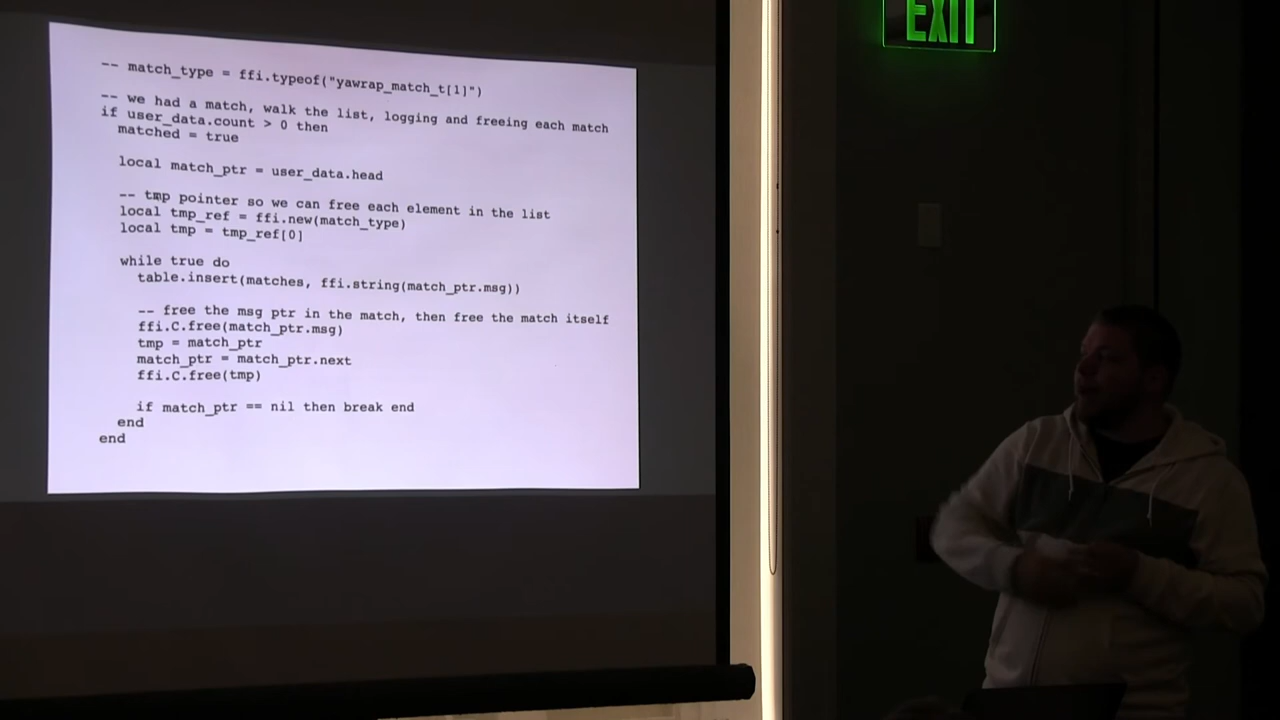 EXIT
-- match_type = ffi.typeof("yawrap_match_t[1]")
-- we had a match, walk the list, logging and freeing each match
if user_data.count > 0 then
matched = true
local match_ptr = user_data.head
-- tmp pointer so we can free each element in the list
local tmp_ref = ffi.new(match_type)
local tmp = tmp_ref[0]
while true do
table.insert(matches, ffi.string(match_ptr.msg))
-- free the msg ptr in the match, then free the match itself
ffi.C.free(match_ptr.msg)
tmp = match_ptr
match_ptr = match_ptr.next
ffi.C.free(tmp)
if match_ptr == nil then break end
end
end